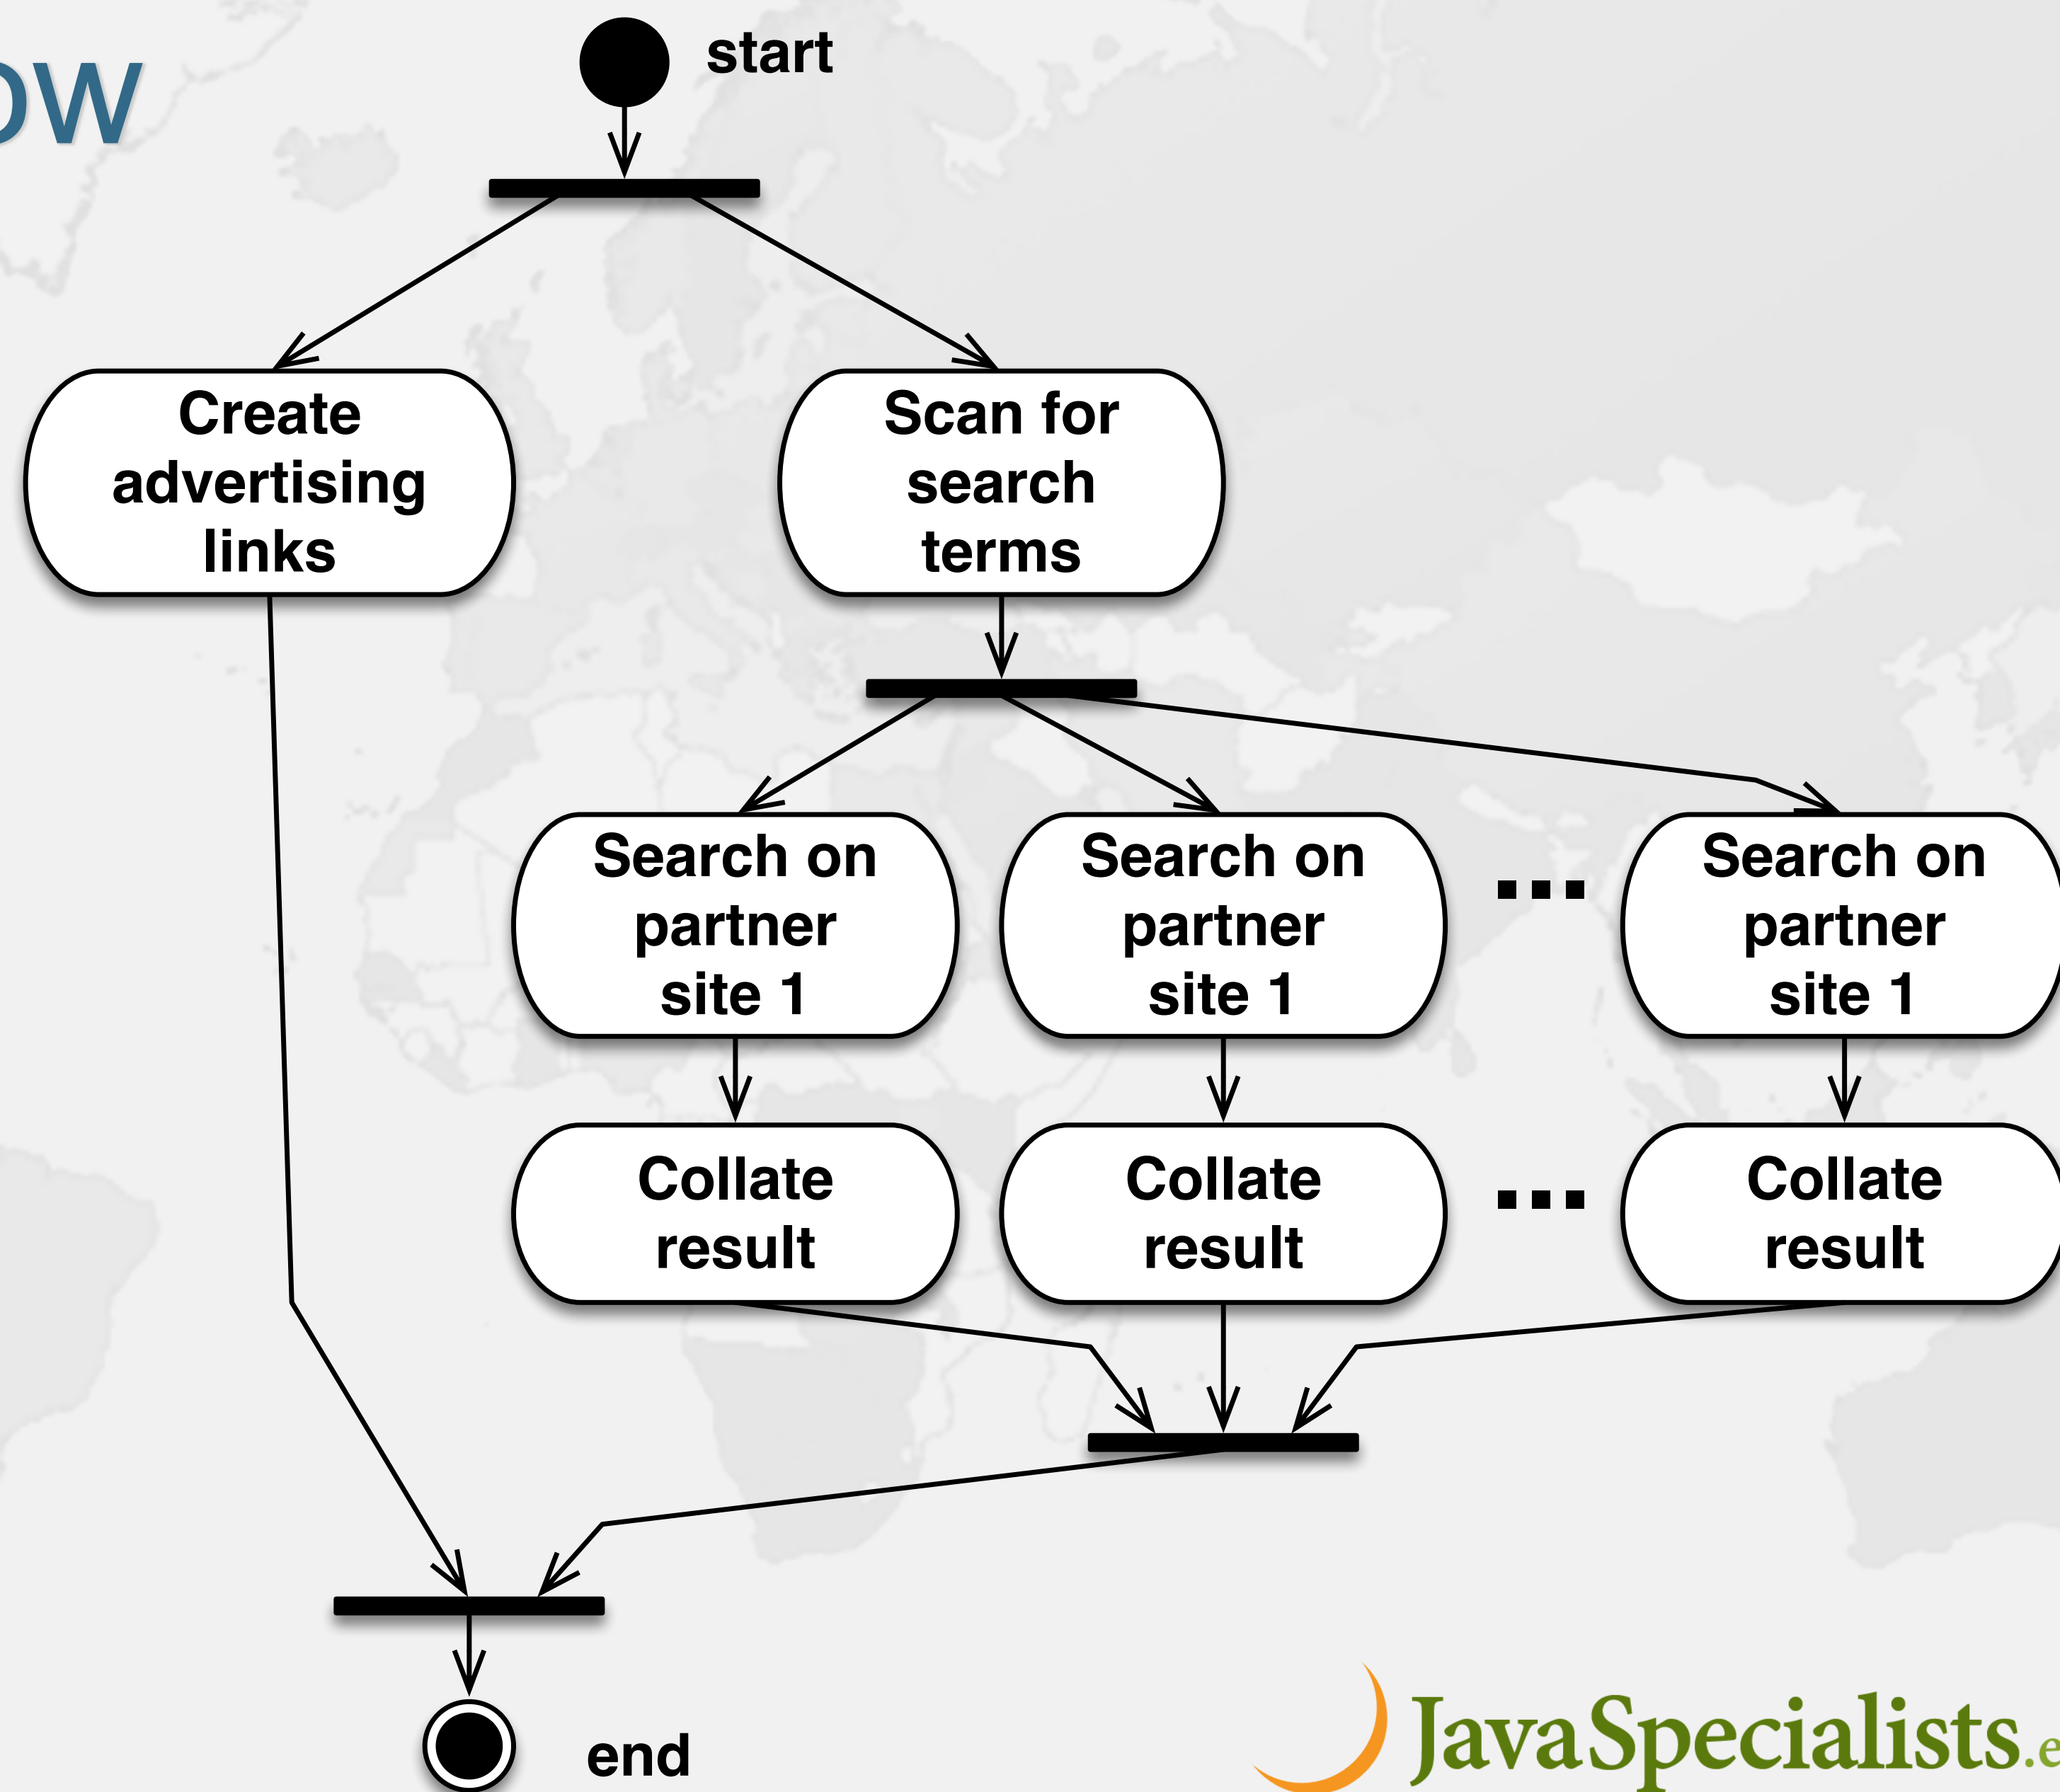 ow
start
Create
advertising
links
Scan for
search
terms
Search on
partner
site 1
Search on
partner
site 1
...
Search on
partner
site 1
Collate
result
Collate
result
...
Collate
result
end
JavaSpecialists.e